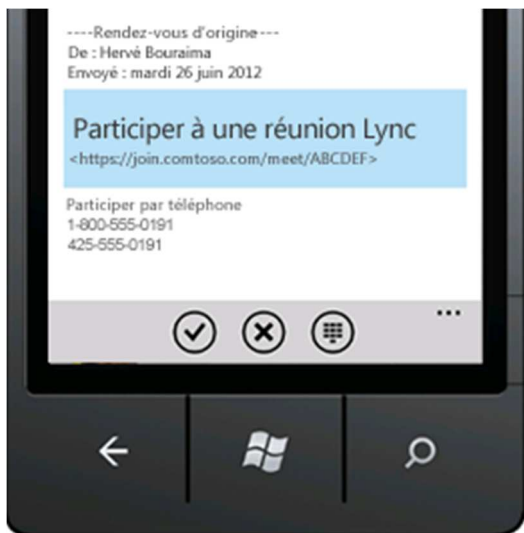 ----Rendez-vous d'origine---
De : Hervé Bouraima
Envoyé : mardi 26 juin 2012
Participer à une réunion Lync
<https://join.comtoso.com/meet/ABCDEF>
Participer par téléphone
1-800-555-0191
425-555-0191